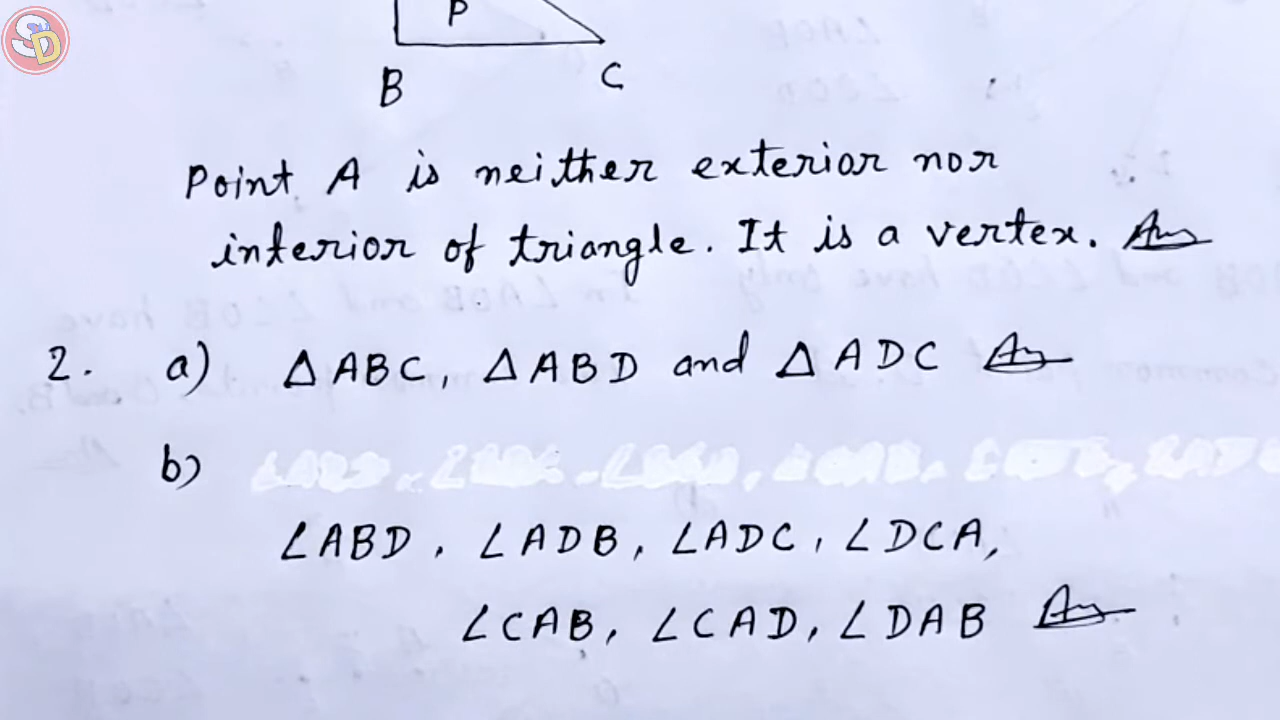 SD
P
B C
Point A is neither exterior nor
interior of triangle. It is a vertex. Ans
2. a) ΔABC, ΔABD and ΔADC Ans
b)
∠ABD, ∠ADB, ∠ADC, ∠DCA,
∠CAB, ∠CAD, ∠DAB Ans